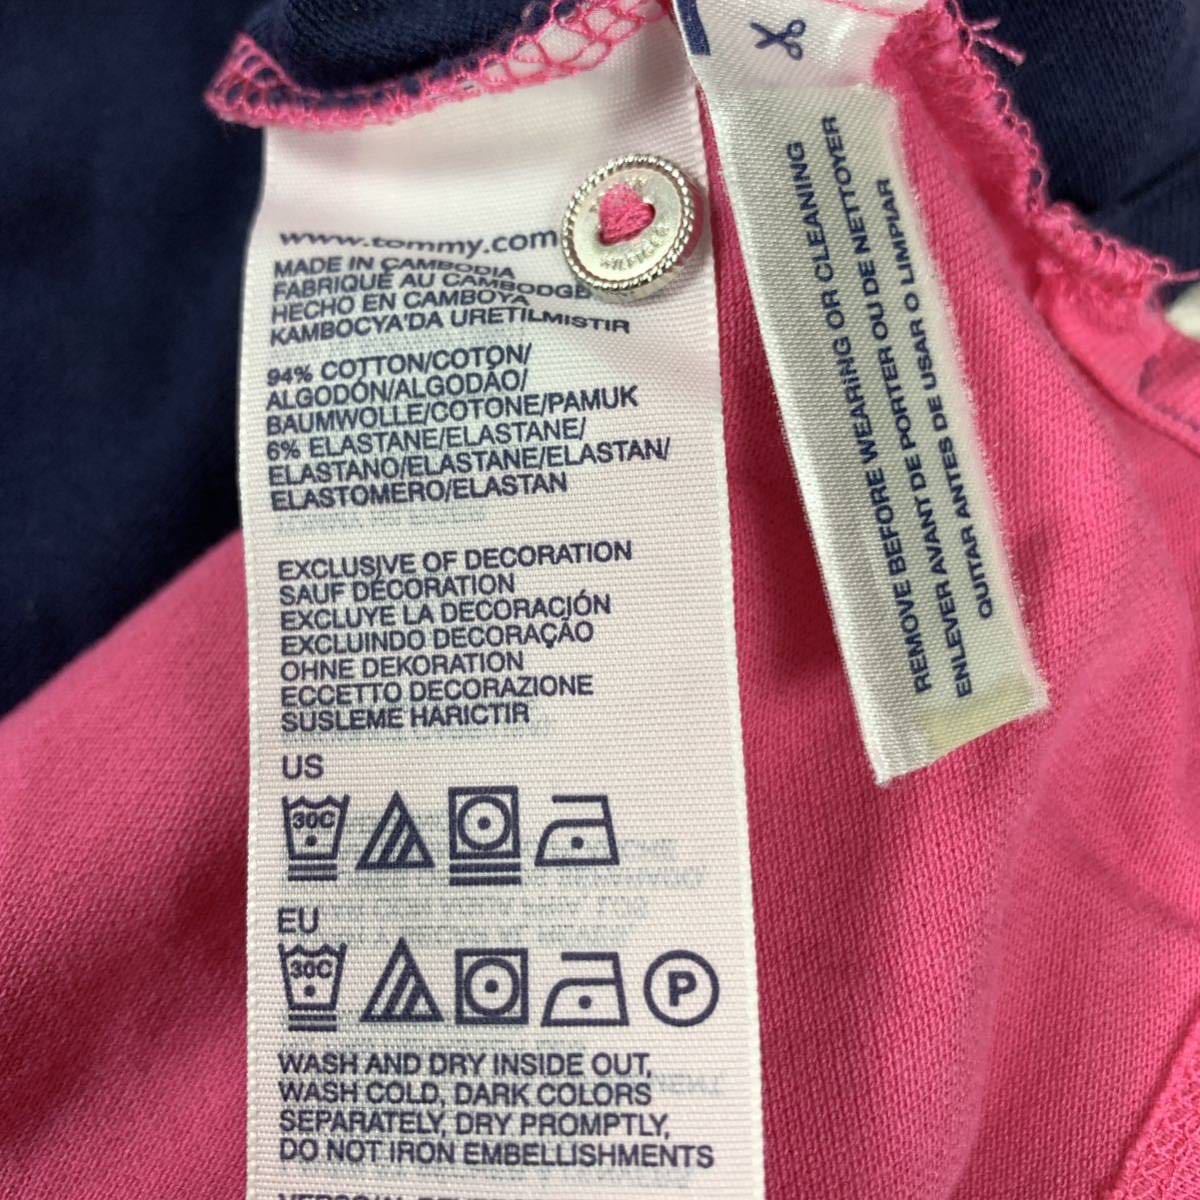 www.tommy.com
MADE IN CAMBODIA
FABRIQUE AU CAMBODGE
HECHO EN CAMBOYA
KAMBOCYA'DA URETILMISTIR
94% COTTON/COTON/
ALGODÓN/ALGODÃO/
BAUMWOLLE/COTONE/PAMUK
6% ELASTANE/ELASTANE/
ELASTANO/ELASTANE/ELASTAN/
ELASTOMERO/ELASTAN
EXCLUSIVE OF DECORATION
SAUF DÉCORATION
EXCLUYE LA DECORACIÓN
EXCLUINDO DECORAÇÃO
OHNE DEKORATION
ECCETTO DECORAZIONE
SUSLEME HARICTIR
US
30C
EU
30C
P
WASH AND DRY INSIDE OUT,
WASH COLD, DARK COLORS
SEPARATELY, DRY PROMPTLY,
DO NOT IRON EMBELLISHMENTS
HILFIGER
REMOVE BEFORE WEARING OR CLEANING
ENLEVER AVANT DE PORTER OU DE NETTOYER
QUITAR ANTES DE USAR O LIMPIAR